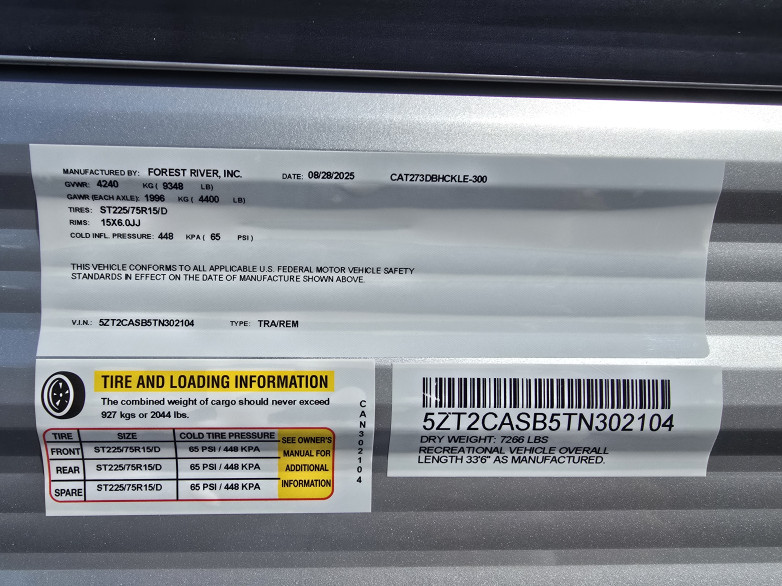 MANUFACTURED BY: FOREST RIVER, INC. DATE: 08/28/2025 CAT273DBHCKLE-300
GVWR: 4240 KG ( 9348 LB)
GAWR (EACH AXLE): 1996 KG ( 4400 LB)
TIRES: ST225/75R15/D
RIMS: 15X6.0JJ
COLD INFL. PRESSURE: 448 KPA ( 65 PSI )
THIS VEHICLE CONFORMS TO ALL APPLICABLE U.S. FEDERAL MOTOR VEHICLE SAFETY
STANDARDS IN EFFECT ON THE DATE OF MANUFACTURE SHOWN ABOVE.
V.I.N.: 5ZT2CASB5TN302104 TYPE: TRA/REM
TIRE AND LOADING INFORMATION
The combined weight of cargo should never exceed
927 kgs or 2044 lbs.
TIRE SIZE COLD TIRE PRESSURE
FRONT ST225/75R15/D 65 PSI / 448 KPA
REAR ST225/75R15/D 65 PSI / 448 KPA
SPARE ST225/75R15/D 65 PSI / 448 KPA
SEE OWNER'S
MANUAL FOR
ADDITIONAL
INFORMATION
CAN302104
5ZT2CASB5TN302104
DRY WEIGHT: 7266 LBS
RECREATIONAL VEHICLE OVERALL
LENGTH 33'6" AS MANUFACTURED.